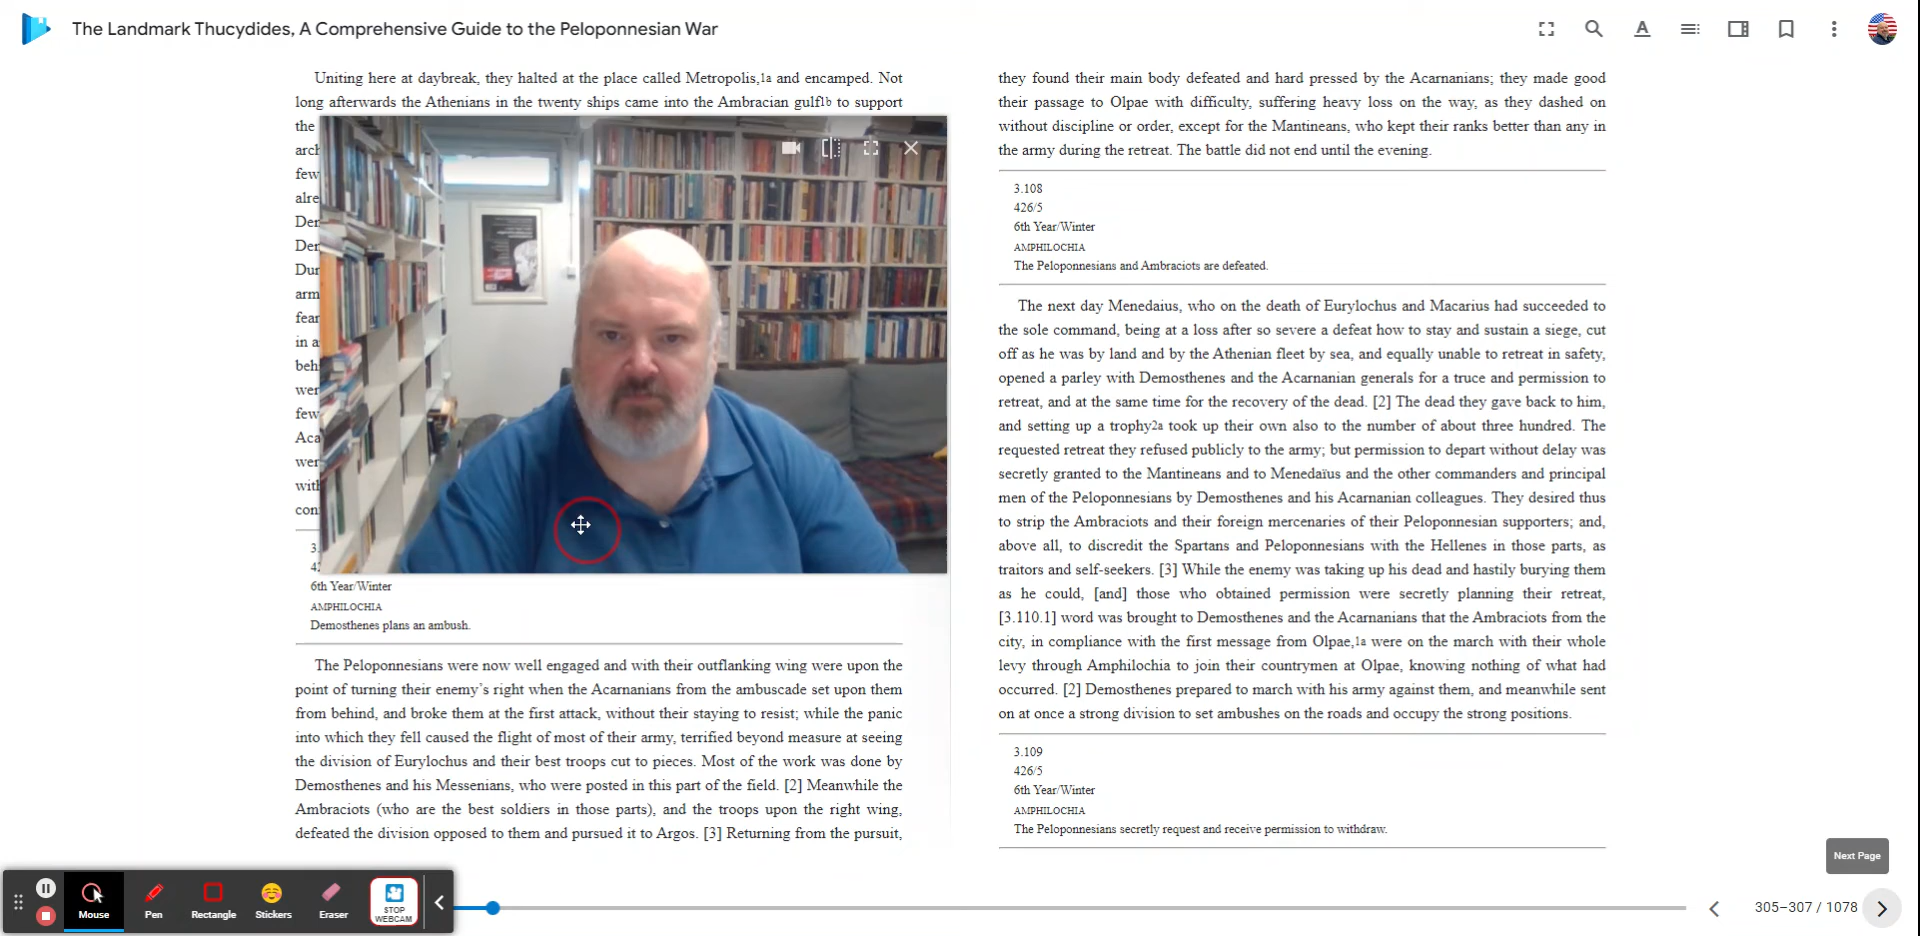 The Landmark Thucydides, A Comprehensive Guide to the Peloponnesian War
Uniting here at daybreak, they halted at the place called Metropolis,1a and encamped. Not
long afterwards the Athenians in the twenty ships came into the Ambracian gulf1b to support
the
arch
few
alre
Der
Der
Dur
arm
fear
in a
beh
wer
few
Aca
wer
with
con
3.
42
6th Year/Winter
AMPHILOCHIA
Demosthenes plans an ambush.
The Peloponnesians were now well engaged and with their outflanking wing were upon the
point of turning their enemy's right when the Acarnanians from the ambuscade set upon them
from behind, and broke them at the first attack, without their staying to resist; while the panic
into which they fell caused the flight of most of their army, terrified beyond measure at seeing
the division of Eurylochus and their best troops cut to pieces. Most of the work was done by
Demosthenes and his Messenians, who were posted in this part of the field. [2] Meanwhile the
Ambraciots (who are the best soldiers in those parts), and the troops upon the right wing,
defeated the division opposed to them and pursued it to Argos. [3] Returning from the pursuit,
they found their main body defeated and hard pressed by the Acarnanians; they made good
their passage to Olpae with difficulty, suffering heavy loss on the way, as they dashed on
without discipline or order, except for the Mantineans, who kept their ranks better than any in
the army during the retreat. The battle did not end until the evening.
3.108
426/5
6th Year/Winter
AMPHILOCHIA
The Peloponnesians and Ambraciots are defeated.
The next day Menedaius, who on the death of Eurylochus and Macarius had succeeded to
the sole command, being at a loss after so severe a defeat how to stay and sustain a siege, cut
off as he was by land and by the Athenian fleet by sea, and equally unable to retreat in safety,
opened a parley with Demosthenes and the Acarnanian generals for a truce and permission to
retreat, and at the same time for the recovery of the dead. [2] The dead they gave back to him,
and setting up a trophy2a took up their own also to the number of about three hundred. The
requested retreat they refused publicly to the army; but permission to depart without delay was
secretly granted to the Mantineans and to Menedaïus and the other commanders and principal
men of the Peloponnesians by Demosthenes and his Acarnanian colleagues. They desired thus
to strip the Ambraciots and their foreign mercenaries of their Peloponnesian supporters; and,
above all, to discredit the Spartans and Peloponnesians with the Hellenes in those parts, as
traitors and self-seekers. [3] While the enemy was taking up his dead and hastily burying them
as he could, [and] those who obtained permission were secretly planning their retreat,
[3.110.1] word was brought to Demosthenes and the Acarnanians that the Ambraciots from the
city, in compliance with the first message from Olpae,1a were on the march with their whole
levy through Amphilochia to join their countrymen at Olpae, knowing nothing of what had
occurred. [2] Demosthenes prepared to march with his army against them, and meanwhile sent
on at once a strong division to set ambushes on the roads and occupy the strong positions.
3.109
426/5
6th Year/Winter
AMPHILOCHIA
The Peloponnesians secretly request and receive permission to withdraw.
Next Page
Mouse
Pen
Rectangle
Stickers
Eraser
STOP
WEBCAM
305–307 / 1078